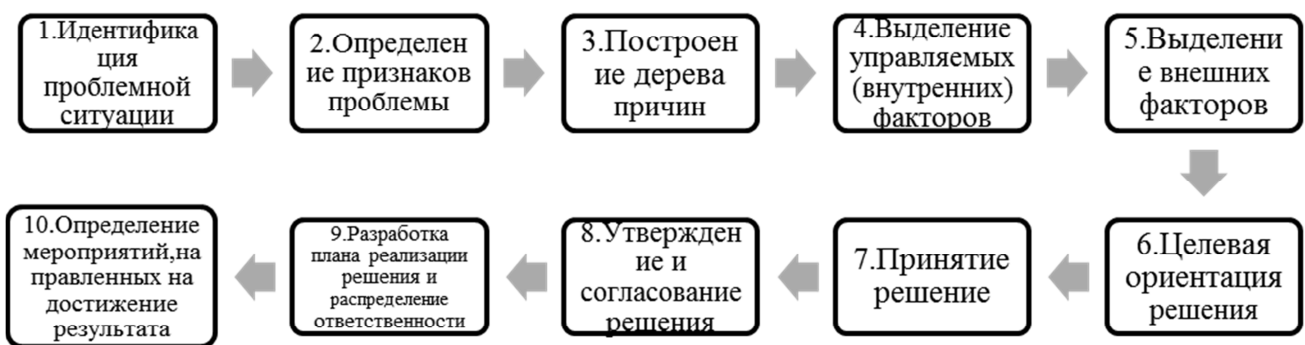 1.Идентифика
ция
проблемной
ситуации
2.Определен
ие признаков
проблемы
3.Построен
ие дерева
причин
4.Выделение
управляемых
(внутренних)
факторов
5.Выделени
е внешних
факторов
6.Целевая
ориентация
решения
7.Принятие
решение
8.Утвержден
ие и
согласование
решения
9.Разработка
плана реализации
решения и
распределение
ответственности
10.Определение
мероприятий,на
правленных на
достижение
результата